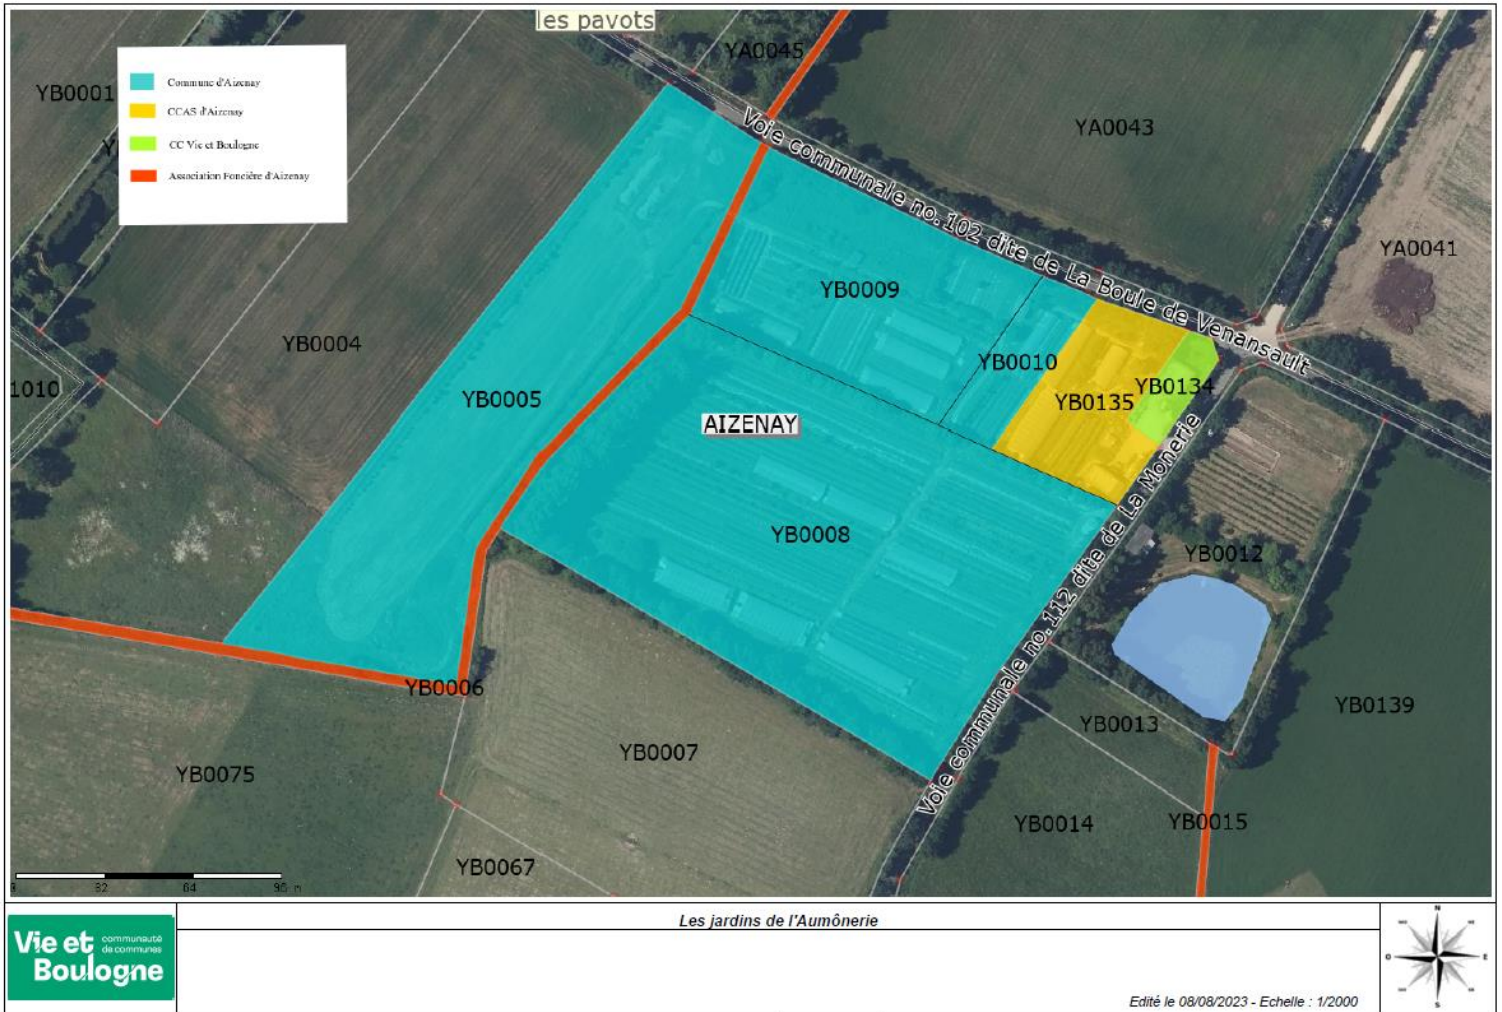 les pavots
YA0045
YB0001
Commune d'Aizenay
CCAS d'Aizenay
CC Vie et Boulogne
Association Foncière d'Aizenay
YA0043
Voie communale no. 102 dite de La Boule de Venansault
YA0041
YB0009
YB0004
YB0010
YB0134
YB0135
1010
YB0005
AIZENAY
YB0008
Voie communale no. 112 dite de La Monerie
YB0012
YB0006
YB0139
YB0013
YB0007
YB0075
YB0014
YB0015
YB0067
32 64 96 m
Les jardins de l'Aumônerie
Vie et communauté
de communes
Boulogne
N
O E
S
Edité le 08/08/2023 - Echelle : 1/2000